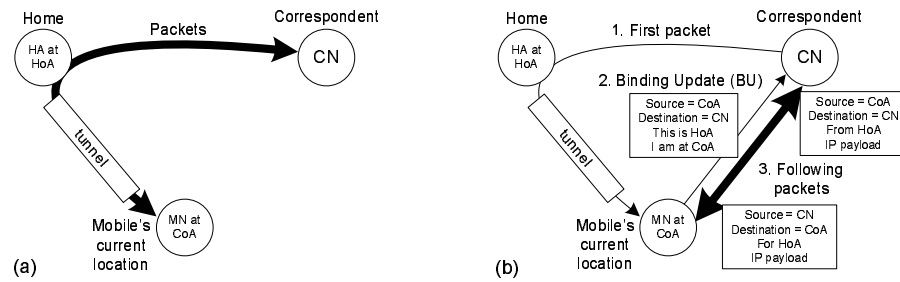 Home
HA at
HoA
Packets
Correspondent
CN
tunnel
MN at
CoA
Mobile's
current
location
(a)
Home
HA at
HoA
1. First packet
Correspondent
CN
2. Binding Update (BU)
Source = CoA
Destination = CN
This is HoA
I am at CoA
Source = CoA
Destination = CN
From HoA
IP payload
tunnel
3. Following
packets
Mobile's
current
location
MN at
CoA
Source = CN
Destination = CoA
For HoA
IP payload
(b)